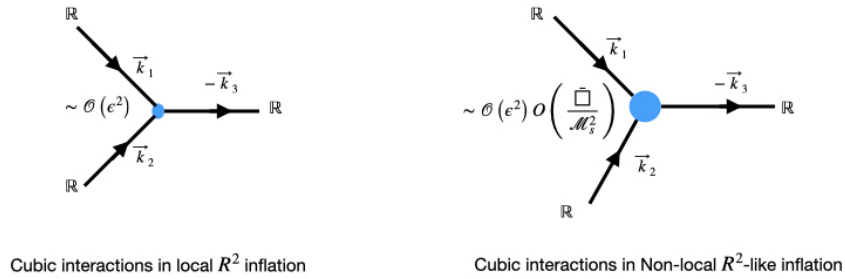 ℝ
k⃗ ₁
−k⃗ ₃
∼ 𝒪(ϵ²)
ℝ
k⃗ ₂
ℝ
Cubic interactions in local R² inflation
ℝ
k⃗ ₁
−k⃗ ₃
∼ 𝒪(ϵ²) O(□̄/ℳₛ²)
ℝ
k⃗ ₂
ℝ
Cubic interactions in Non-local R²-like inflation